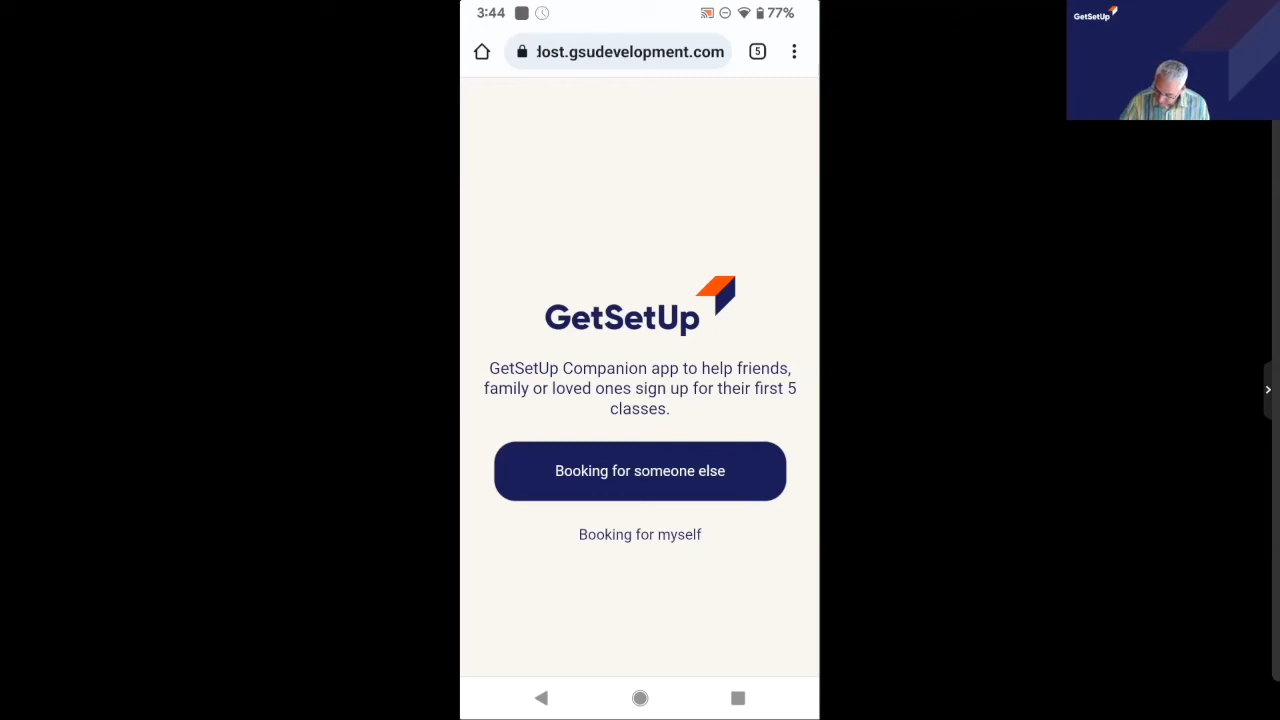 3:44
77%
dost.gsudevelopment.com
5
GetSetUp
GetSetUp
GetSetUp Companion app to help friends,
family or loved ones sign up for their first 5
classes.
Booking for someone else
Booking for myself